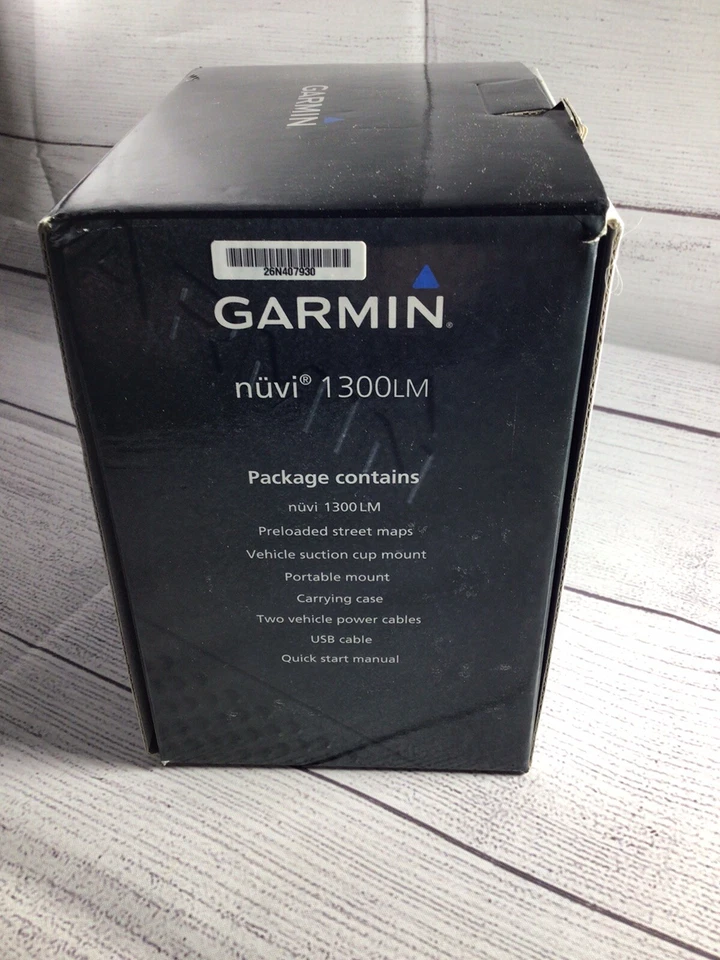 GARMIN
26N407930
GARMIN®
nüvi® 1300LM
Package contains
nüvi 1300LM
Preloaded street maps
Vehicle suction cup mount
Portable mount
Carrying case
Two vehicle power cables
USB cable
Quick start manual